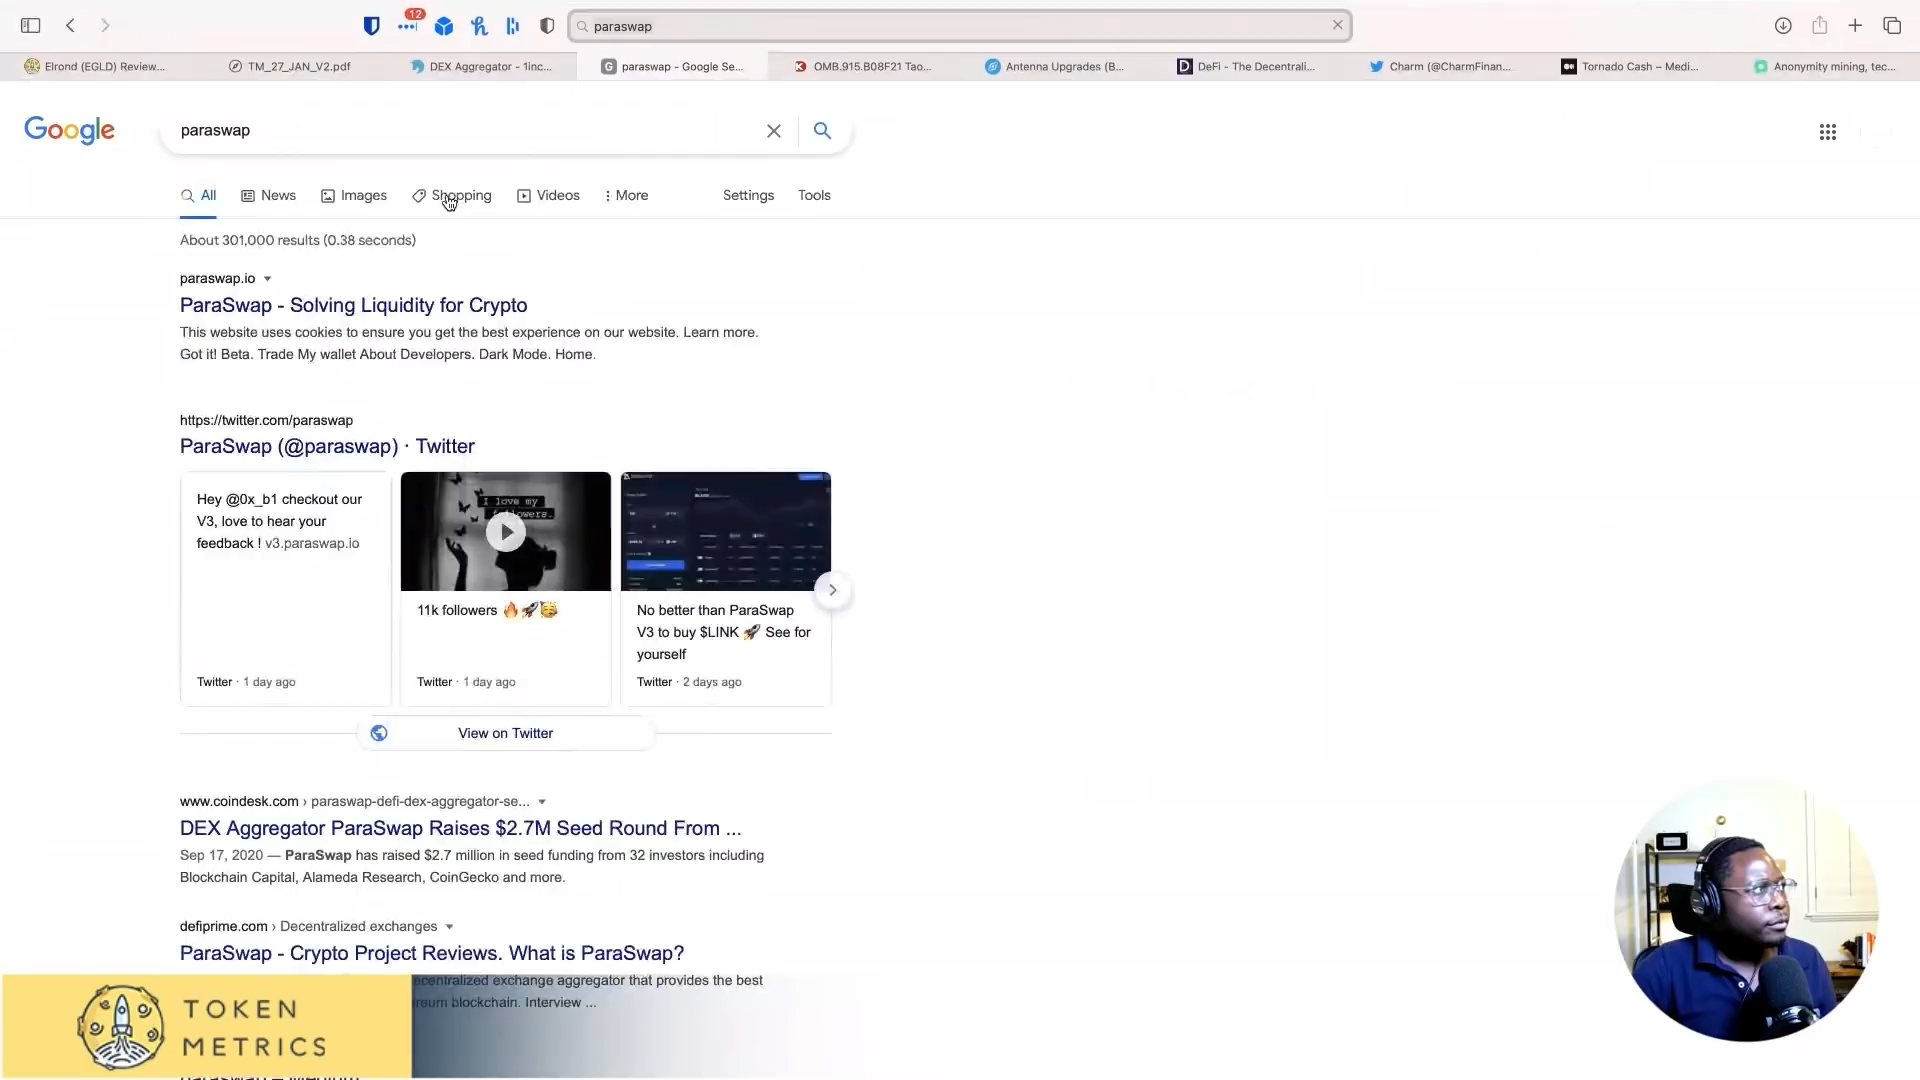 12
paraswap
Elrond (EGLD) Review...
TM_27_JAN_V2.pdf
DEX Aggregator - 1inc...
G paraswap - Google Se...
OMB.915.B08F21 Tao...
Antenna Upgrades (B...
DeFi - The Decentrali...
Charm (@CharmFinan...
Tornado Cash – Medi...
Anonymity mining, tec...
Google
paraswap
All News Images Shopping Videos More Settings Tools
About 301,000 results (0.38 seconds)
paraswap.io
ParaSwap - Solving Liquidity for Crypto
This website uses cookies to ensure you get the best experience on our website. Learn more.
Got it! Beta. Trade My wallet About Developers. Dark Mode. Home.
https://twitter.com/paraswap
ParaSwap (@paraswap) · Twitter
Hey @0x_b1 checkout our
V3, love to hear your
feedback ! v3.paraswap.io
Twitter · 1 day ago
I love my
followers.
11k followers 🔥🚀🥳
Twitter · 1 day ago
No better than ParaSwap
V3 to buy $LINK 🚀 See for
yourself
Twitter · 2 days ago
View on Twitter
www.coindesk.com › paraswap-defi-dex-aggregator-se...
DEX Aggregator ParaSwap Raises $2.7M Seed Round From ...
Sep 17, 2020 — ParaSwap has raised $2.7 million in seed funding from 32 investors including
Blockchain Capital, Alameda Research, CoinGecko and more.
defiprime.com › Decentralized exchanges
ParaSwap - Crypto Project Reviews. What is ParaSwap?
ecentralized exchange aggregator that provides the best
reum blockchain. Interview ...
TOKEN
METRICS